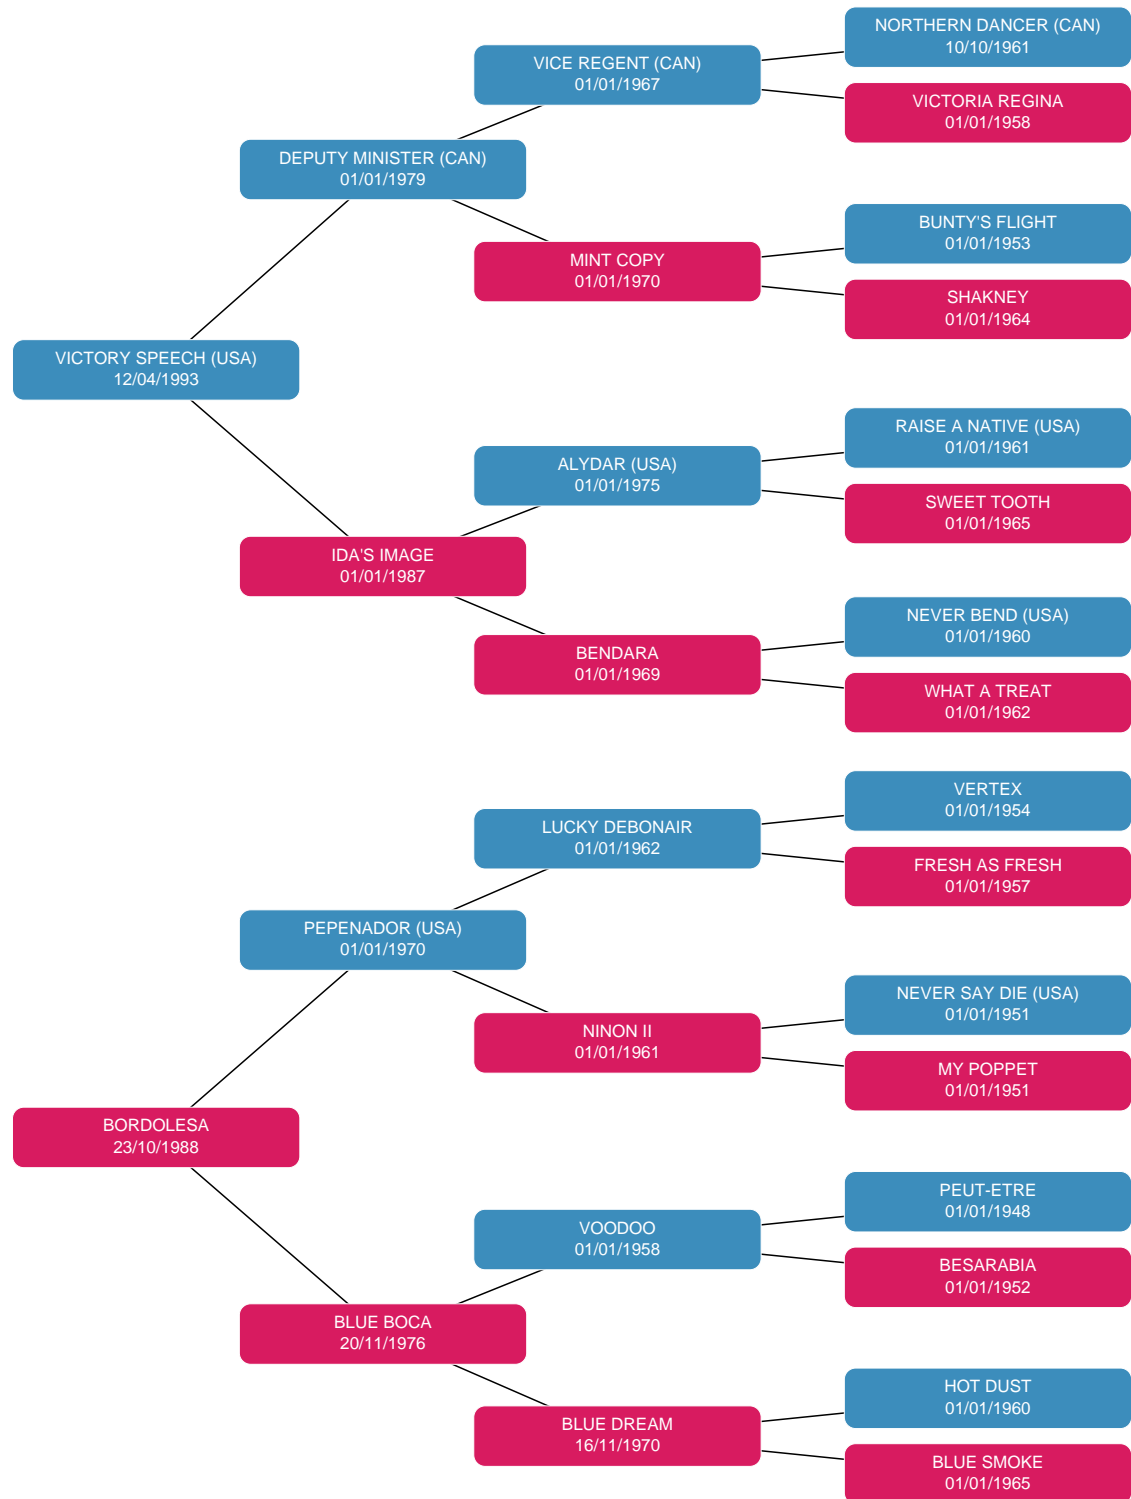 NORTHERN DANCER (CAN)
10/10/1961
VICE REGENT (CAN)
01/01/1967
VICTORIA REGINA
01/01/1958
DEPUTY MINISTER (CAN)
01/01/1979
BUNTY'S FLIGHT
01/01/1953
MINT COPY
01/01/1970
SHAKNEY
01/01/1964
VICTORY SPEECH (USA)
12/04/1993
RAISE A NATIVE (USA)
01/01/1961
ALYDAR (USA)
01/01/1975
SWEET TOOTH
01/01/1965
IDA'S IMAGE
01/01/1987
NEVER BEND (USA)
01/01/1960
BENDARA
01/01/1969
WHAT A TREAT
01/01/1962
VERTEX
01/01/1954
LUCKY DEBONAIR
01/01/1962
FRESH AS FRESH
01/01/1957
PEPENADOR (USA)
01/01/1970
NEVER SAY DIE (USA)
01/01/1951
NINON II
01/01/1961
MY POPPET
01/01/1951
BORDOLESA
23/10/1988
PEUT-ETRE
01/01/1948
VOODOO
01/01/1958
BESARABIA
01/01/1952
BLUE BOCA
20/11/1976
HOT DUST
01/01/1960
BLUE DREAM
16/11/1970
BLUE SMOKE
01/01/1965